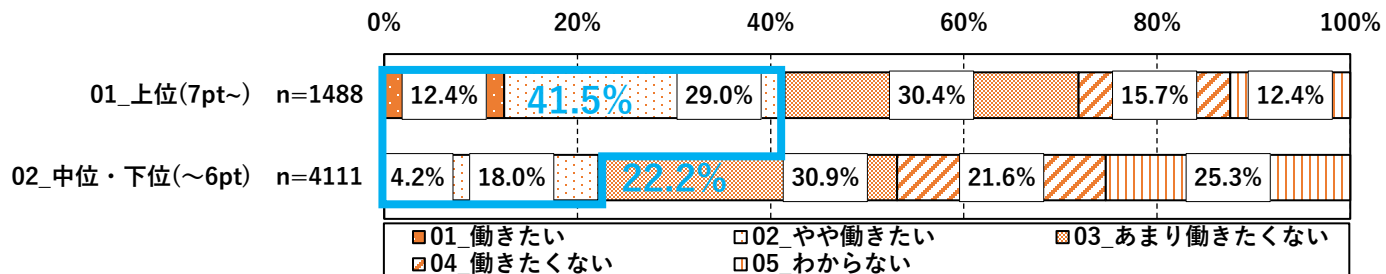 0% 20% 40% 60% 80% 100%
01_上位(7pt~) n=1488 12.4% 41.5% 29.0% 30.4% 15.7% 12.4%
02_中位・下位(～6pt) n=4111 4.2% 18.0% 22.2% 30.9% 21.6% 25.3%
01_働きたい 02_やや働きたい 03_あまり働きたくない
04_働きたくない 05_わからない